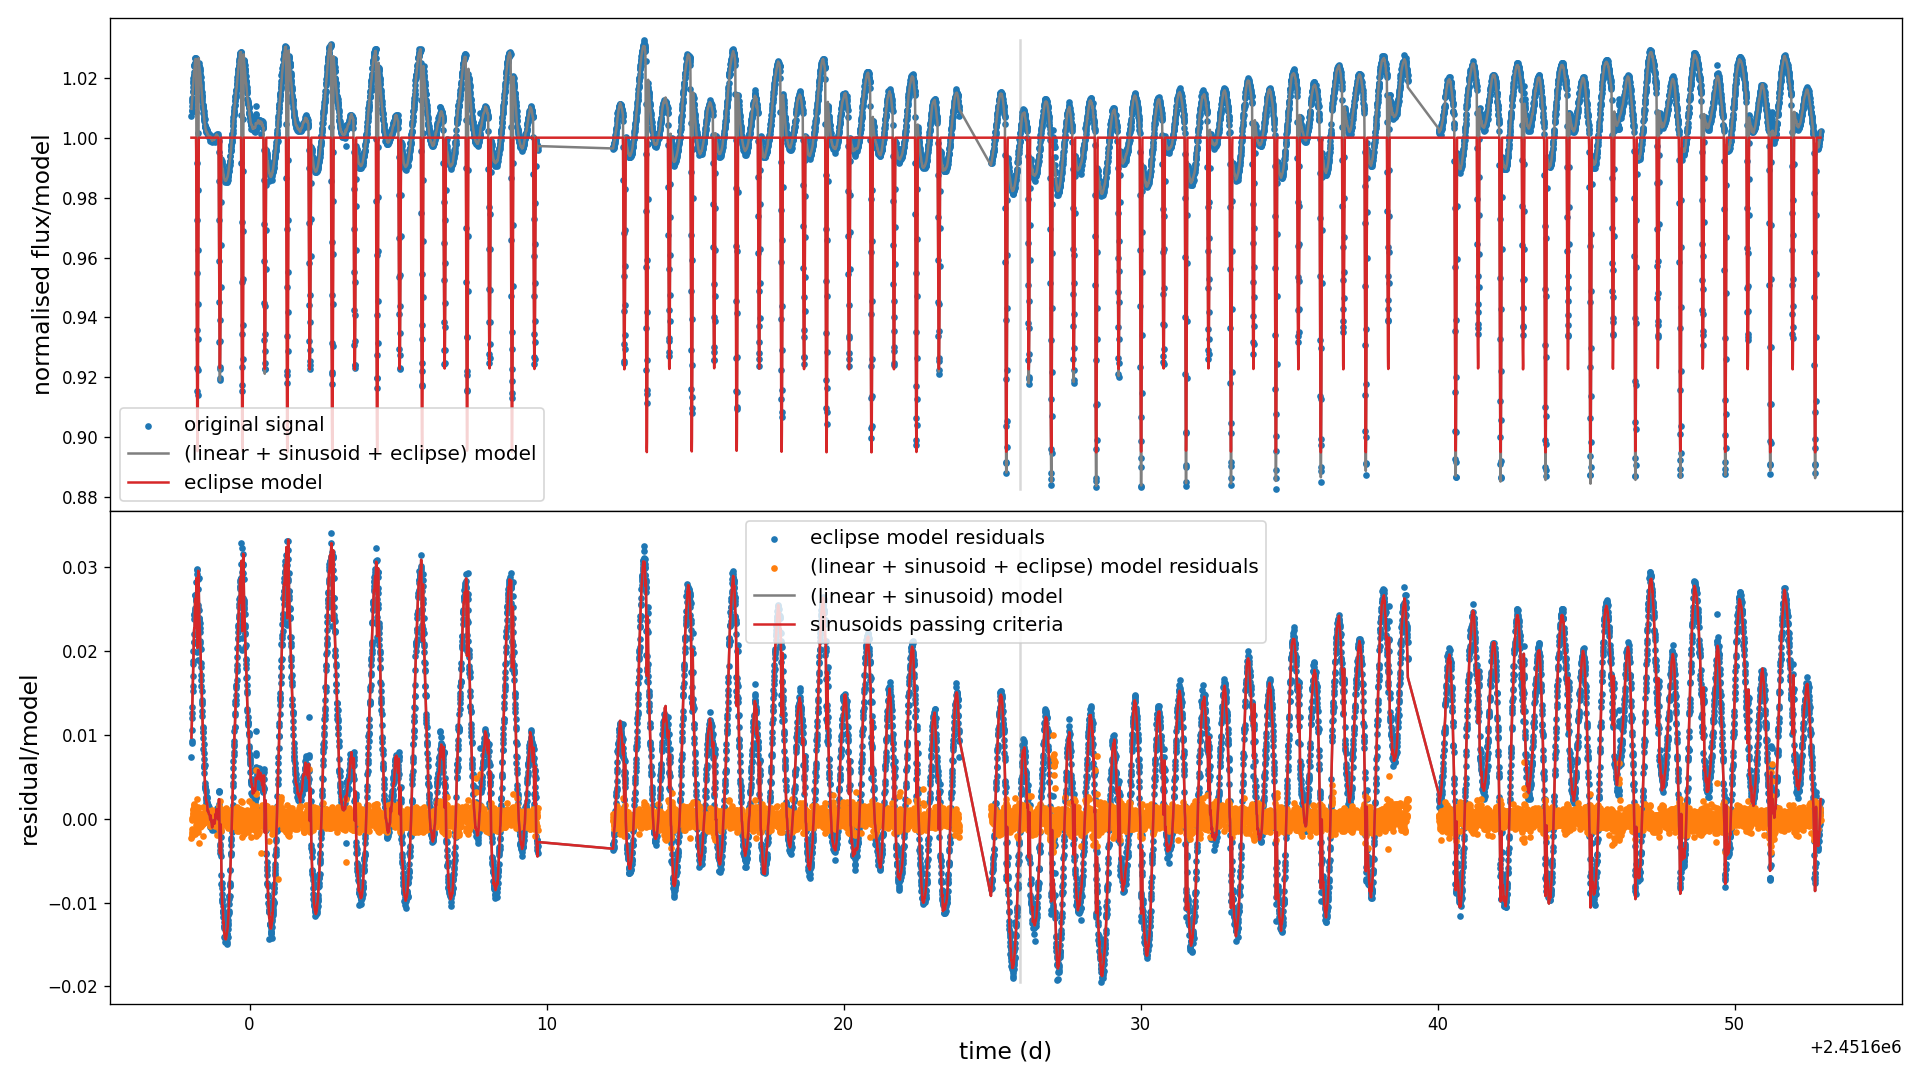 normalised flux/model
1.02
1.00
0.98
0.96
0.94
0.92
0.90
0.88
original signal
(linear + sinusoid + eclipse) model
eclipse model
residual/model
0.03
0.02
0.01
0.00
−0.01
−0.02
eclipse model residuals
(linear + sinusoid + eclipse) model residuals
(linear + sinusoid) model
sinusoids passing criteria
0 10 20 30 40 50
time (d)
+2.4516e6